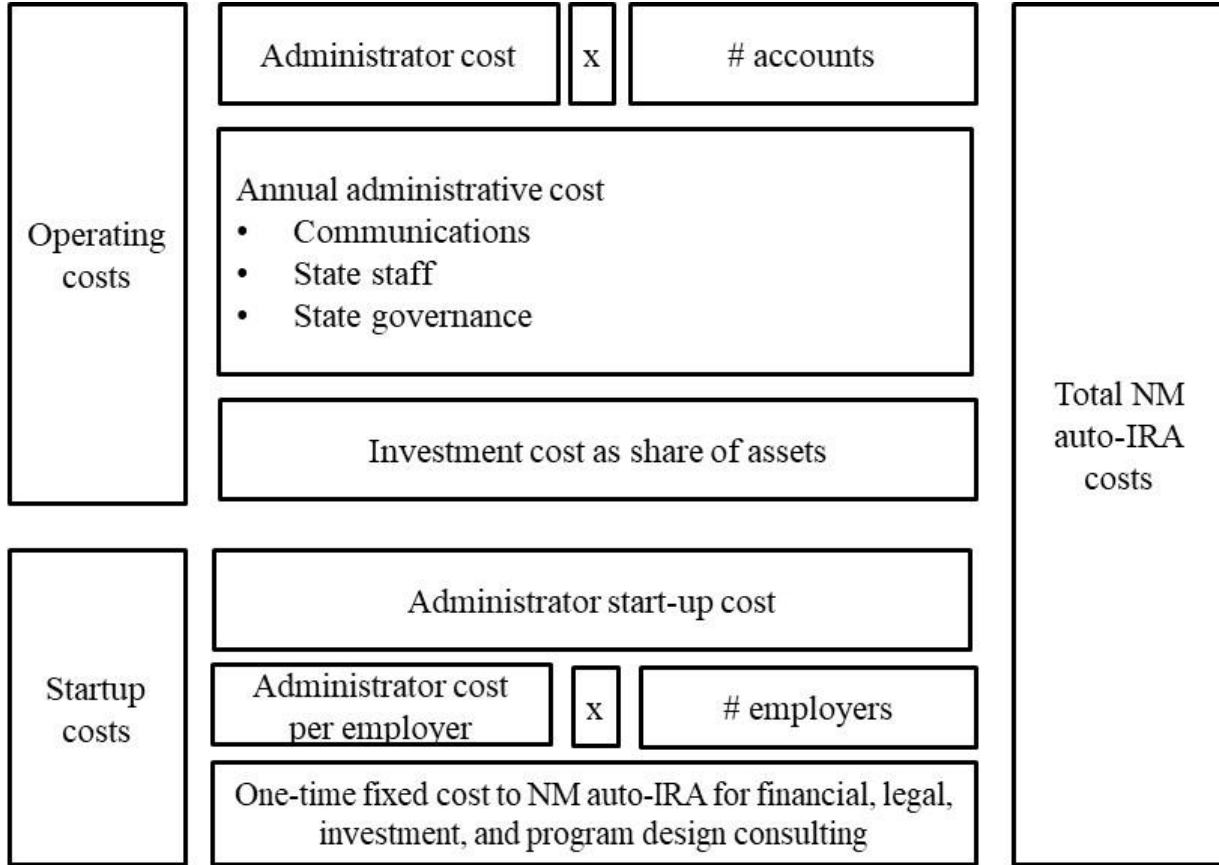 Operating
costs
Administrator cost
x
# accounts
Annual administrative cost
• Communications
• State staff
• State governance
Investment cost as share of assets
Startup
costs
Administrator start-up cost
Administrator cost
per employer
x
# employers
One-time fixed cost to NM auto-IRA for financial, legal,
investment, and program design consulting
Total NM
auto-IRA
costs